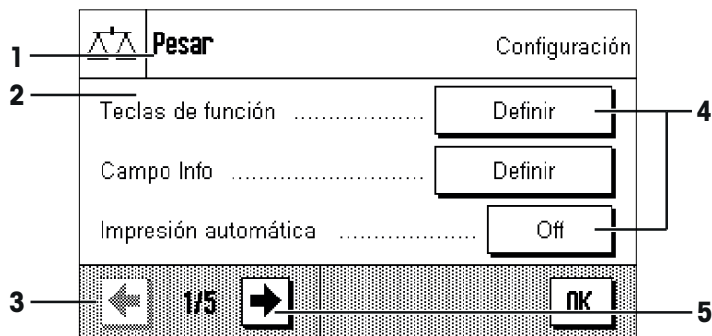 1 Pesar Configuración
2
Teclas de función ................... Definir 4
Campo Info ............................ Definir
Impresión automática .................... Off
3 1/5 5 OK